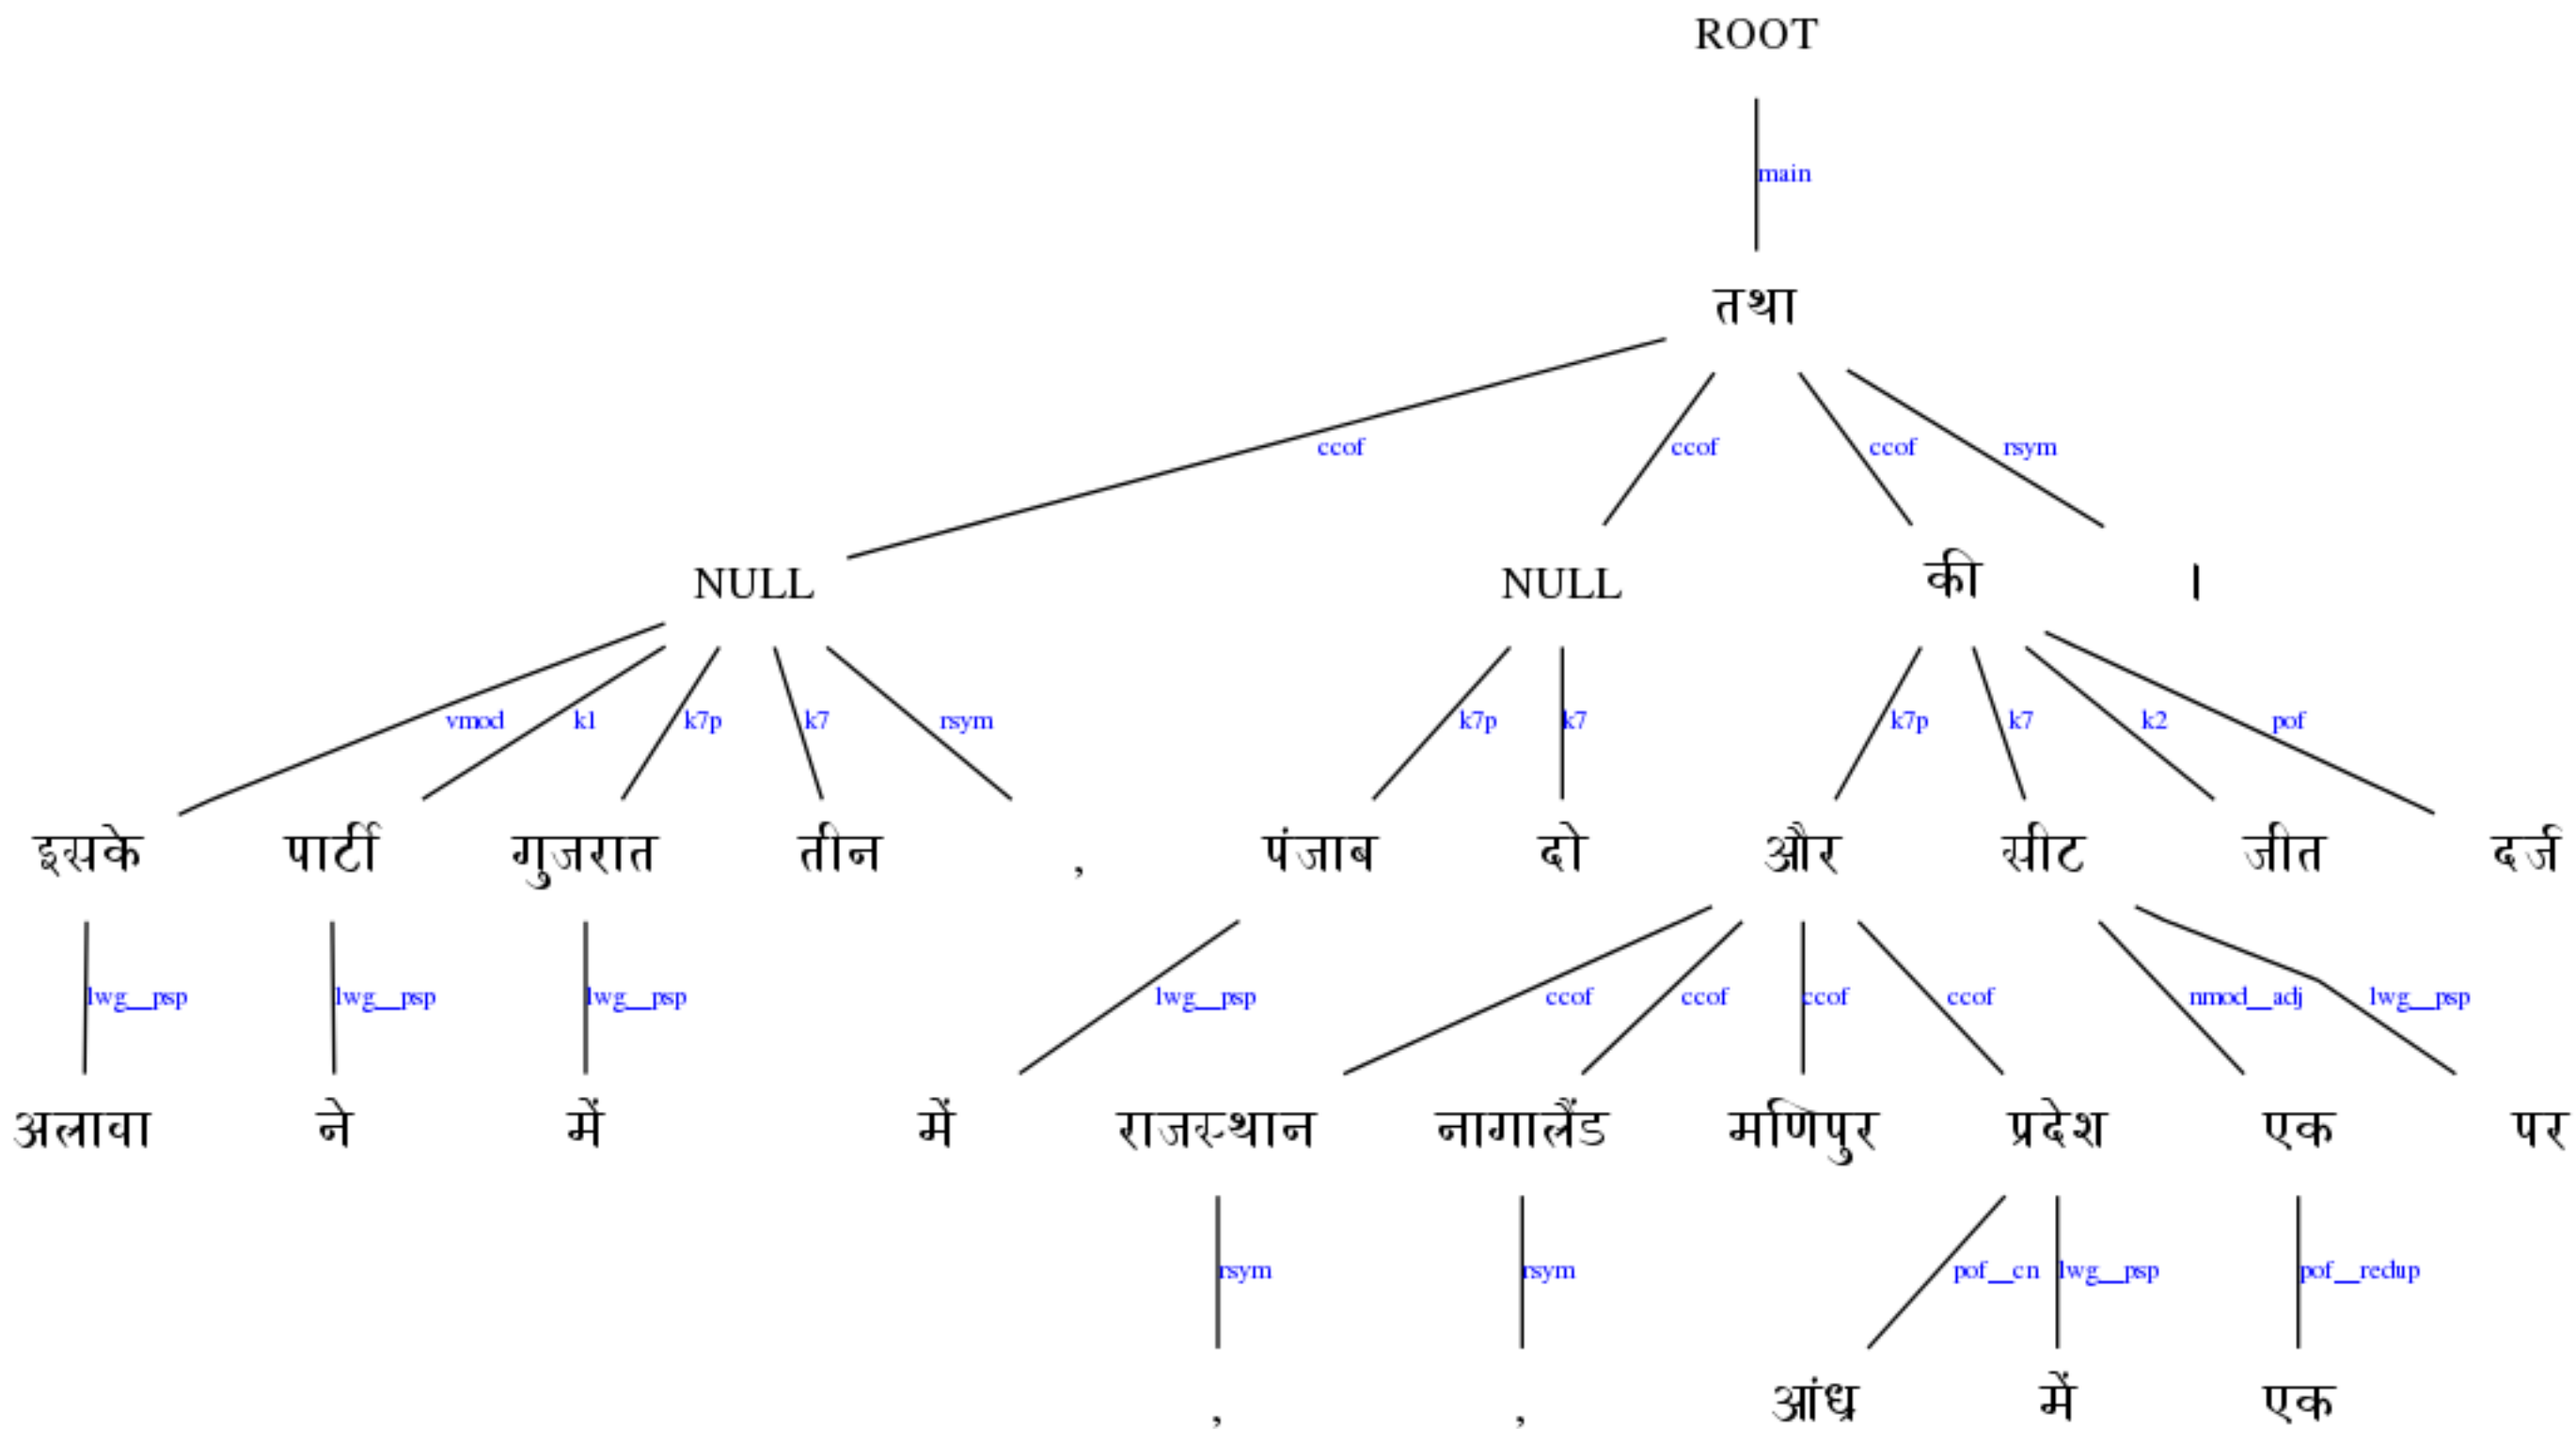 ROOT
main
तथा
ccof ccof ccof rsym
NULL NULL की ।
vmod k1 k7p k7 rsym k7p k7 k7p k7 k2 pof
इसके पार्टी गुजरात तीन , पंजाब दो और सीट जीत दर्ज
lwg__psp lwg__psp lwg__psp lwg__psp ccof ccof ccof ccof nmod__adj lwg__psp
अलावा ने में में राजस्थान नागालैंड मणिपुर प्रदेश एक पर
rsym rsym pof__cn lwg__psp pof__redup
, , आंध्र में एक